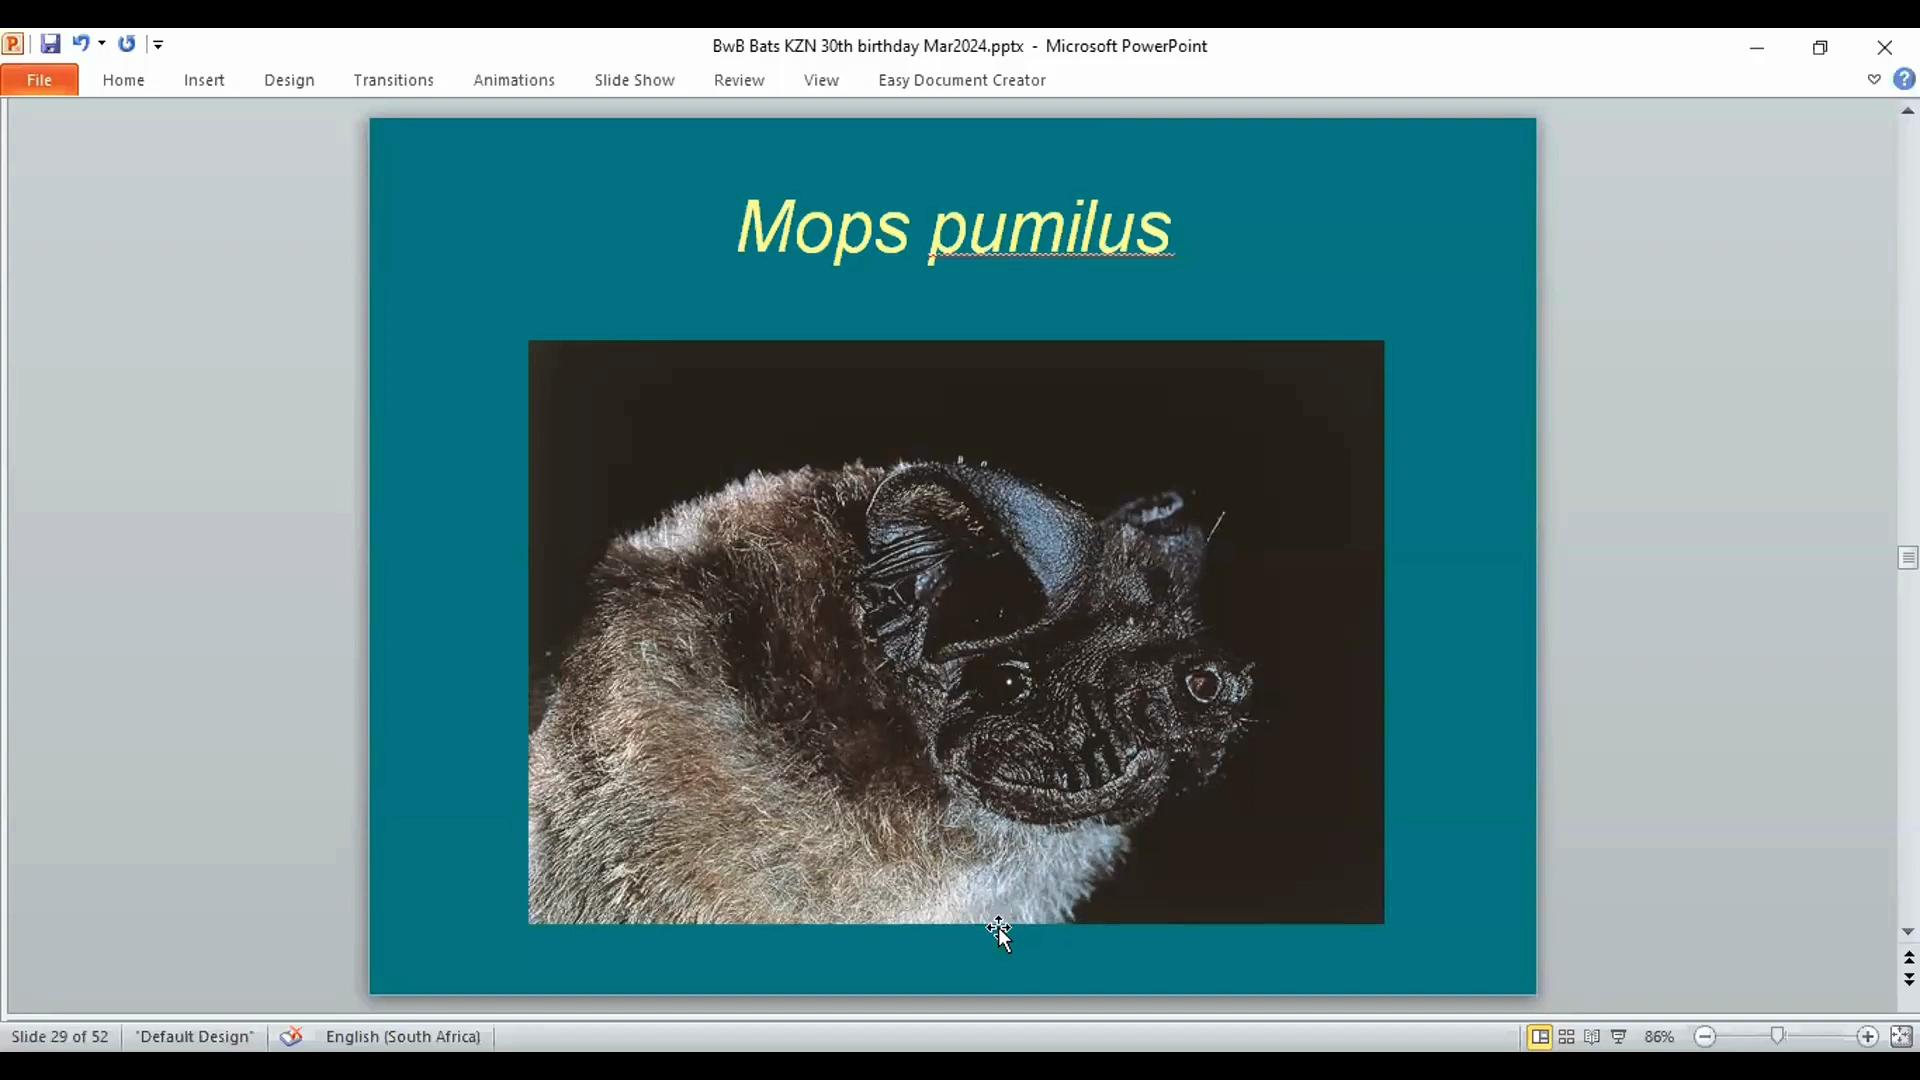 BwB Bats KZN 30th birthday Mar2024.pptx - Microsoft PowerPoint
File Home Insert Design Transitions Animations Slide Show Review View Easy Document Creator
Mops pumilus
Slide 29 of 52 "Default Design" English (South Africa) 86%